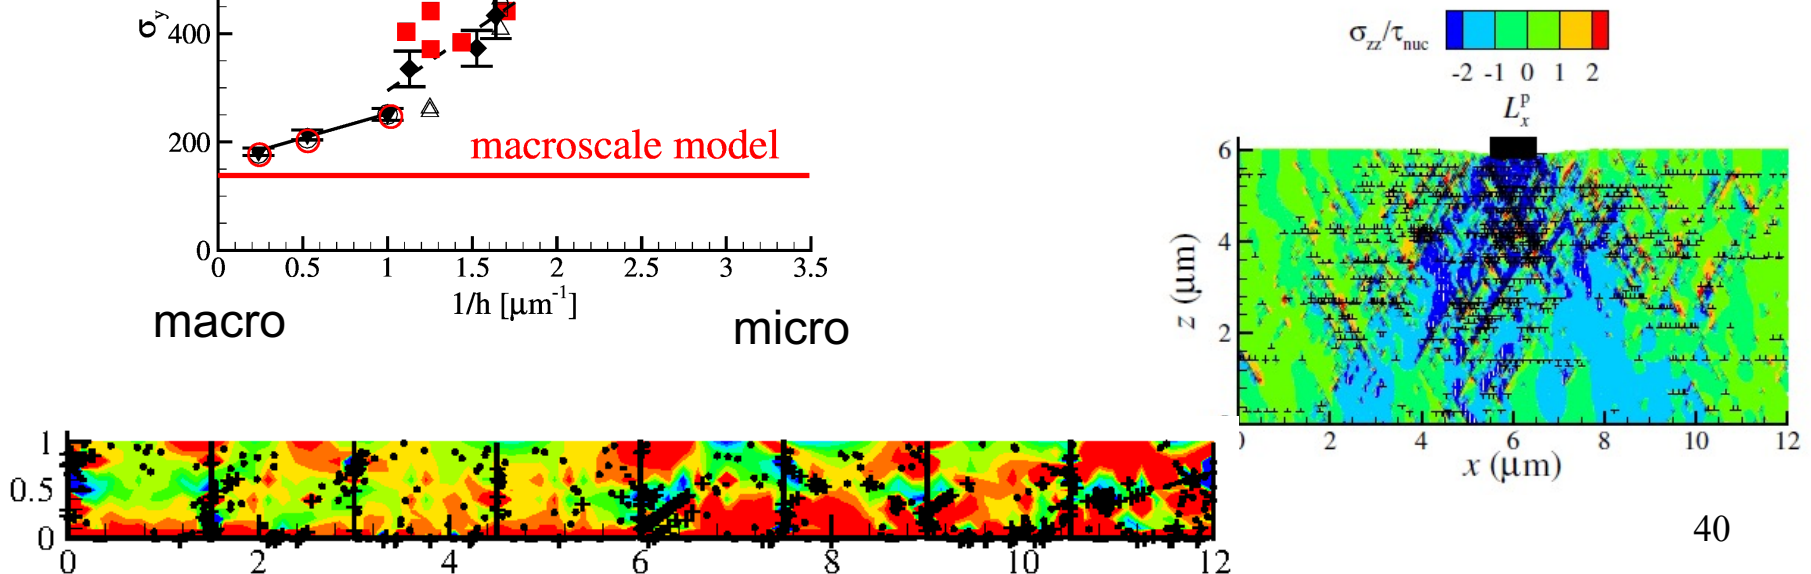 σy
400
200
0
0 0.5 1 1.5 2 2.5 3 3.5
1/h [μm⁻¹]
macroscale model
macro
micro
σzz/τnuc
-2 -1 0 1 2
Lxᵖ
6
4
2
z (μm)
0 2 4 6 8 10 12
x (μm)
1
0.5
0
0 2 4 6 8 10 12
40